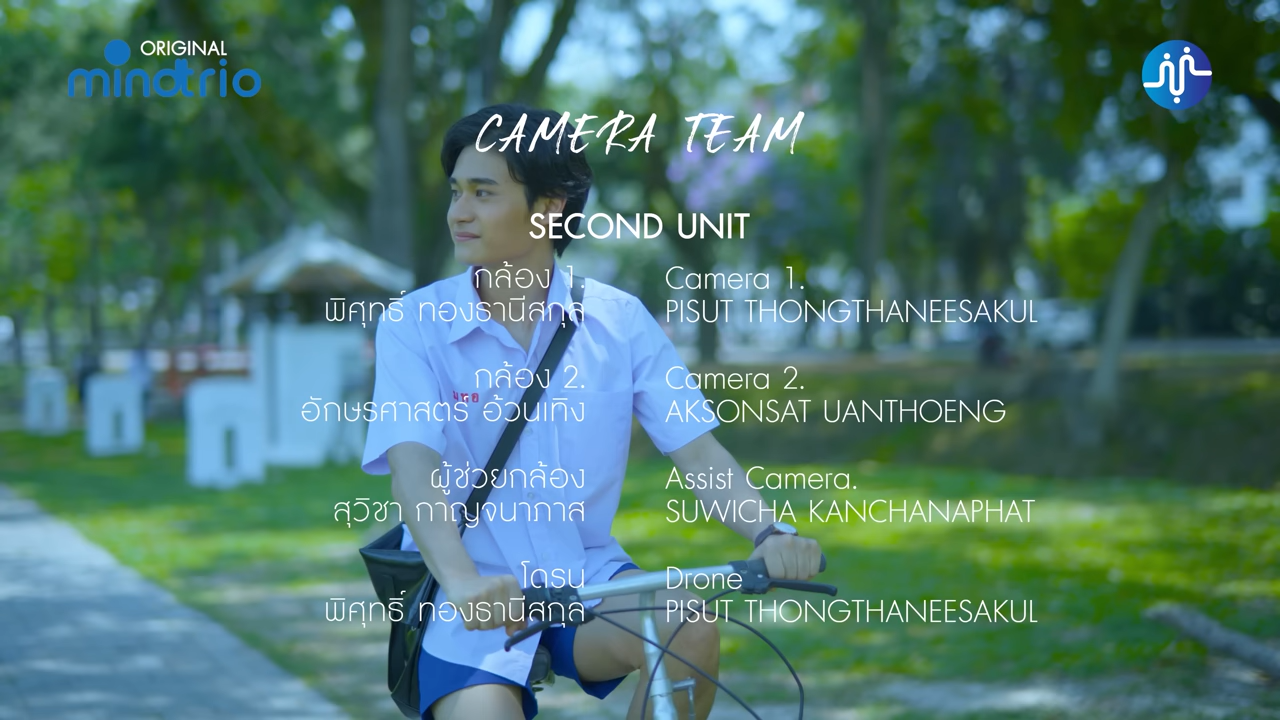 ORIGINAL
mindtrio
CAMERA TEAM
SECOND UNIT
กล้อง 1. Camera 1.
พิศุทธิ์ ทองธานีสกุล PISUT THONGTHANEESAKUL
กล้อง 2. Camera 2.
อักษรศาสตร์ อ้วนเทิง AKSONSAT UANTHOENG
ผู้ช่วยกล้อง Assist Camera.
สุวิชา กาญจนาภาส SUWICHA KANCHANAPHAT
โดรน Drone
พิศุทธิ์ ทองธานีสกุล PISUT THONGTHANEESAKUL